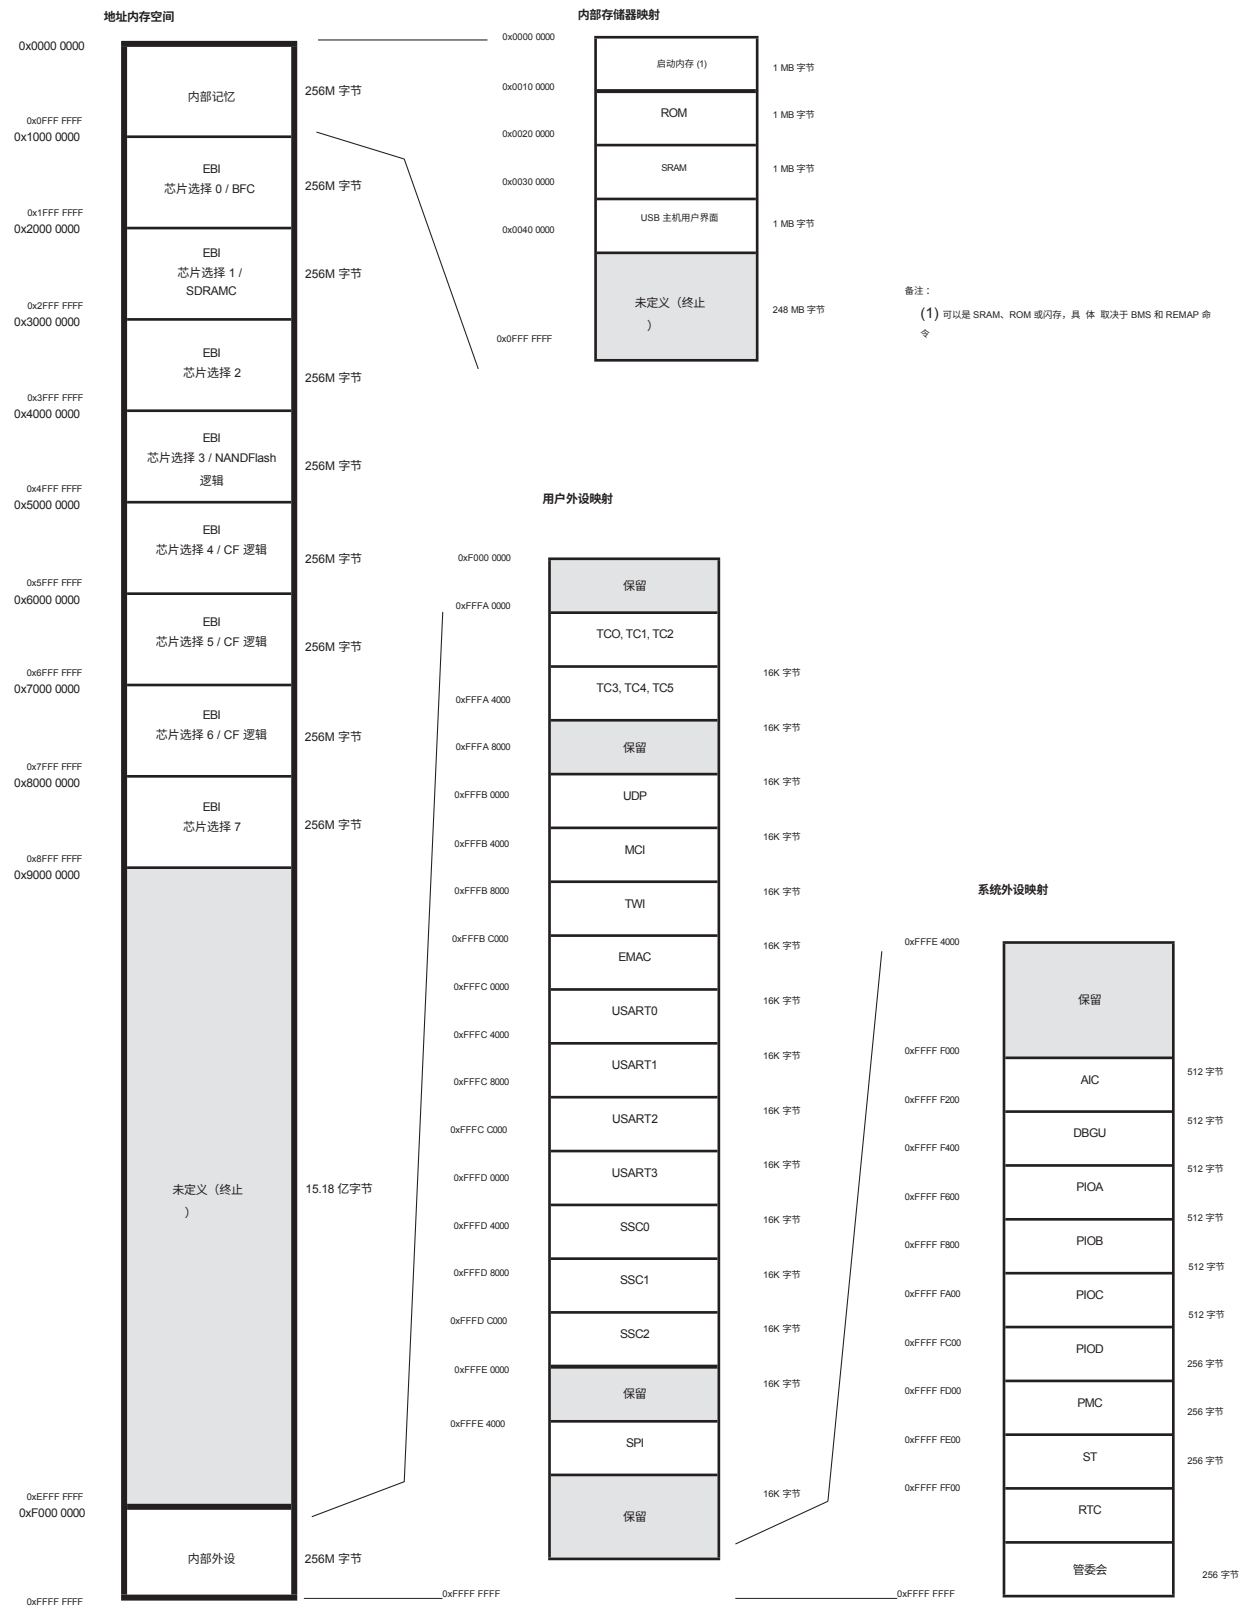 地址内存空间
0x0000 0000
内部记忆
256M 字节
0x0FFF FFFF
0x1000 0000
EBI
芯片选择 0 / BFC
256M 字节
0x1FFF FFFF
0x2000 0000
EBI
芯片选择 1 /
SDRAMC
256M 字节
0x2FFF FFFF
0x3000 0000
EBI
芯片选择 2
256M 字节
0x3FFF FFFF
0x4000 0000
EBI
芯片选择 3 / NANDFlash
逻辑
256M 字节
0x4FFF FFFF
0x5000 0000
EBI
芯片选择 4 / CF 逻辑
256M 字节
0x5FFF FFFF
0x6000 0000
EBI
芯片选择 5 / CF 逻辑
256M 字节
0x6FFF FFFF
0x7000 0000
EBI
芯片选择 6 / CF 逻辑
256M 字节
0x7FFF FFFF
0x8000 0000
EBI
芯片选择 7
256M 字节
0x8FFF FFFF
0x9000 0000
未定义（终止
）
15.18 亿字节
0xEFFF FFFF
0xF000 0000
内部外设
256M 字节
0xFFFF FFFF
内部存储器映射
0x0000 0000
启动内存 (1)
1 MB 字节
0x0010 0000
ROM
1 MB 字节
0x0020 0000
SRAM
1 MB 字节
0x0030 0000
USB 主机用户界面
1 MB 字节
0x0040 0000
未定义（终止
）
248 MB 字节
0x0FFF FFFF
备注：
(1) 可以是 SRAM、ROM 或闪存，具 体 取决于 BMS 和 REMAP 命
令
用户外设映射
0xF000 0000
保留
0xFFFA 0000
TCO, TC1, TC2
16K 字节
TC3, TC4, TC5
0xFFFA 4000
16K 字节
0xFFFA 8000
保留
16K 字节
0xFFFB 0000
UDP
16K 字节
0xFFFB 4000
MCI
16K 字节
0xFFFB 8000
TWI
16K 字节
0xFFFB C000
EMAC
16K 字节
0xFFFC 0000
USART0
16K 字节
0xFFFC 4000
USART1
16K 字节
0xFFFC 8000
USART2
16K 字节
0xFFFC C000
USART3
16K 字节
0xFFFD 0000
SSC0
16K 字节
0xFFFD 4000
SSC1
16K 字节
0xFFFD 8000
SSC2
16K 字节
0xFFFD C000
0xFFFE 0000
保留
16K 字节
0xFFFE 4000
SPI
16K 字节
保留
0xFFFF FFFF
系统外设映射
0xFFFE 4000
保留
0xFFFF F000
AIC
512 字节
0xFFFF F200
DBGU
512 字节
0xFFFF F400
PIOA
512 字节
0xFFFF F600
PIOB
512 字节
0xFFFF F800
PIOC
512 字节
0xFFFF FA00
PIOD
512 字节
0xFFFF FC00
PMC
256 字节
0xFFFF FD00
ST
256 字节
0xFFFF FE00
RTC
256 字节
0xFFFF FF00
管委会
256 字节
0xFFFF FFFF